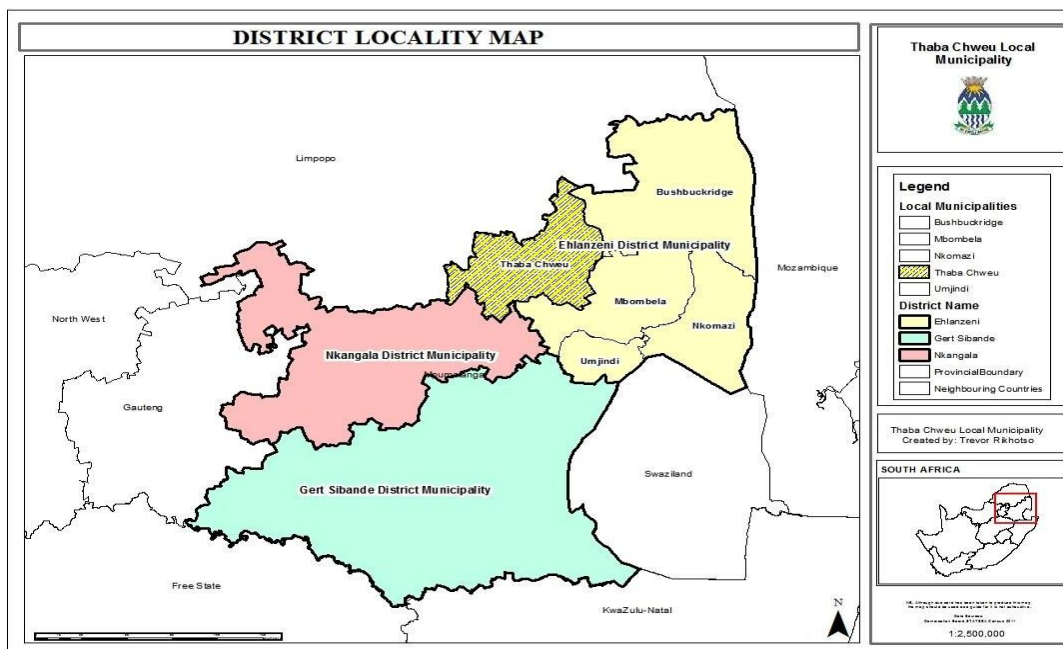 DISTRICT LOCALITY MAP
Limpopo
Bushbuckridge
Ehlanzeni District Municipality
Thaba Chweu
Mozambique
Mbombela
North West
Nkomazi
Nkangala District Municipality
Umjindi
Gauteng
Swaziland
Gert Sibande District Municipality
Free State
KwaZulu-Natal
N
Thaba Chweu Local
Municipality
Legend
Local Municipalities
Bushbuckridge
Mbombela
Nkomazi
Thaba Chweu
Umjindi
District Name
Ehlanzeni
Gert Sibande
Nkangala
ProvincialBoundary
Neighbouring Countries
Thaba Chweu Local Municipality
Created by: Trevor Rikhotso
SOUTH AFRICA
1:2,500,000